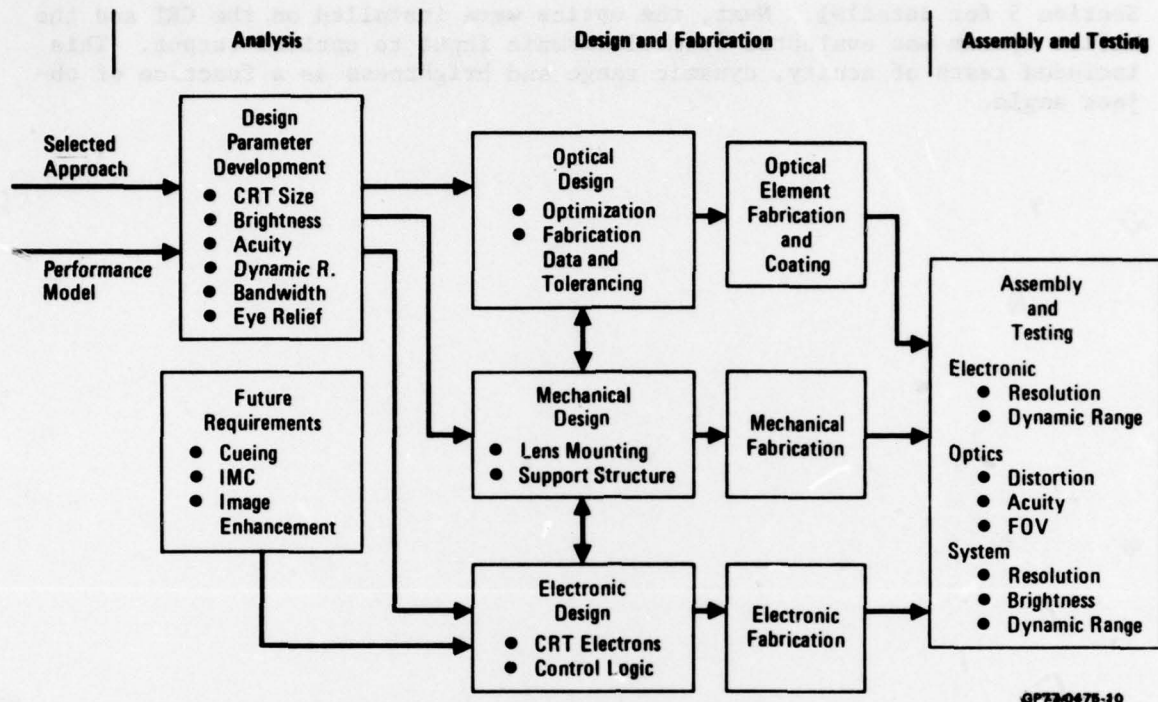 Analysis
Design and Fabrication
Assembly and Testing
Selected
Approach
Performance
Model
Design
Parameter
Development
● CRT Size
● Brightness
● Acuity
● Dynamic R.
● Bandwidth
● Eye Relief
Future
Requirements
● Cueing
● IMC
● Image
Enhancement
Optical
Design
● Optimization
● Fabrication
Data and
Tolerancing
Mechanical
Design
● Lens Mounting
● Support Structure
Electronic
Design
● CRT Electrons
● Control Logic
Optical
Element
Fabrication
and
Coating
Mechanical
Fabrication
Electronic
Fabrication
Assembly
and
Testing
Electronic
● Resolution
● Dynamic Range
Optics
● Distortion
● Acuity
● FOV
System
● Resolution
● Brightness
● Dynamic Range